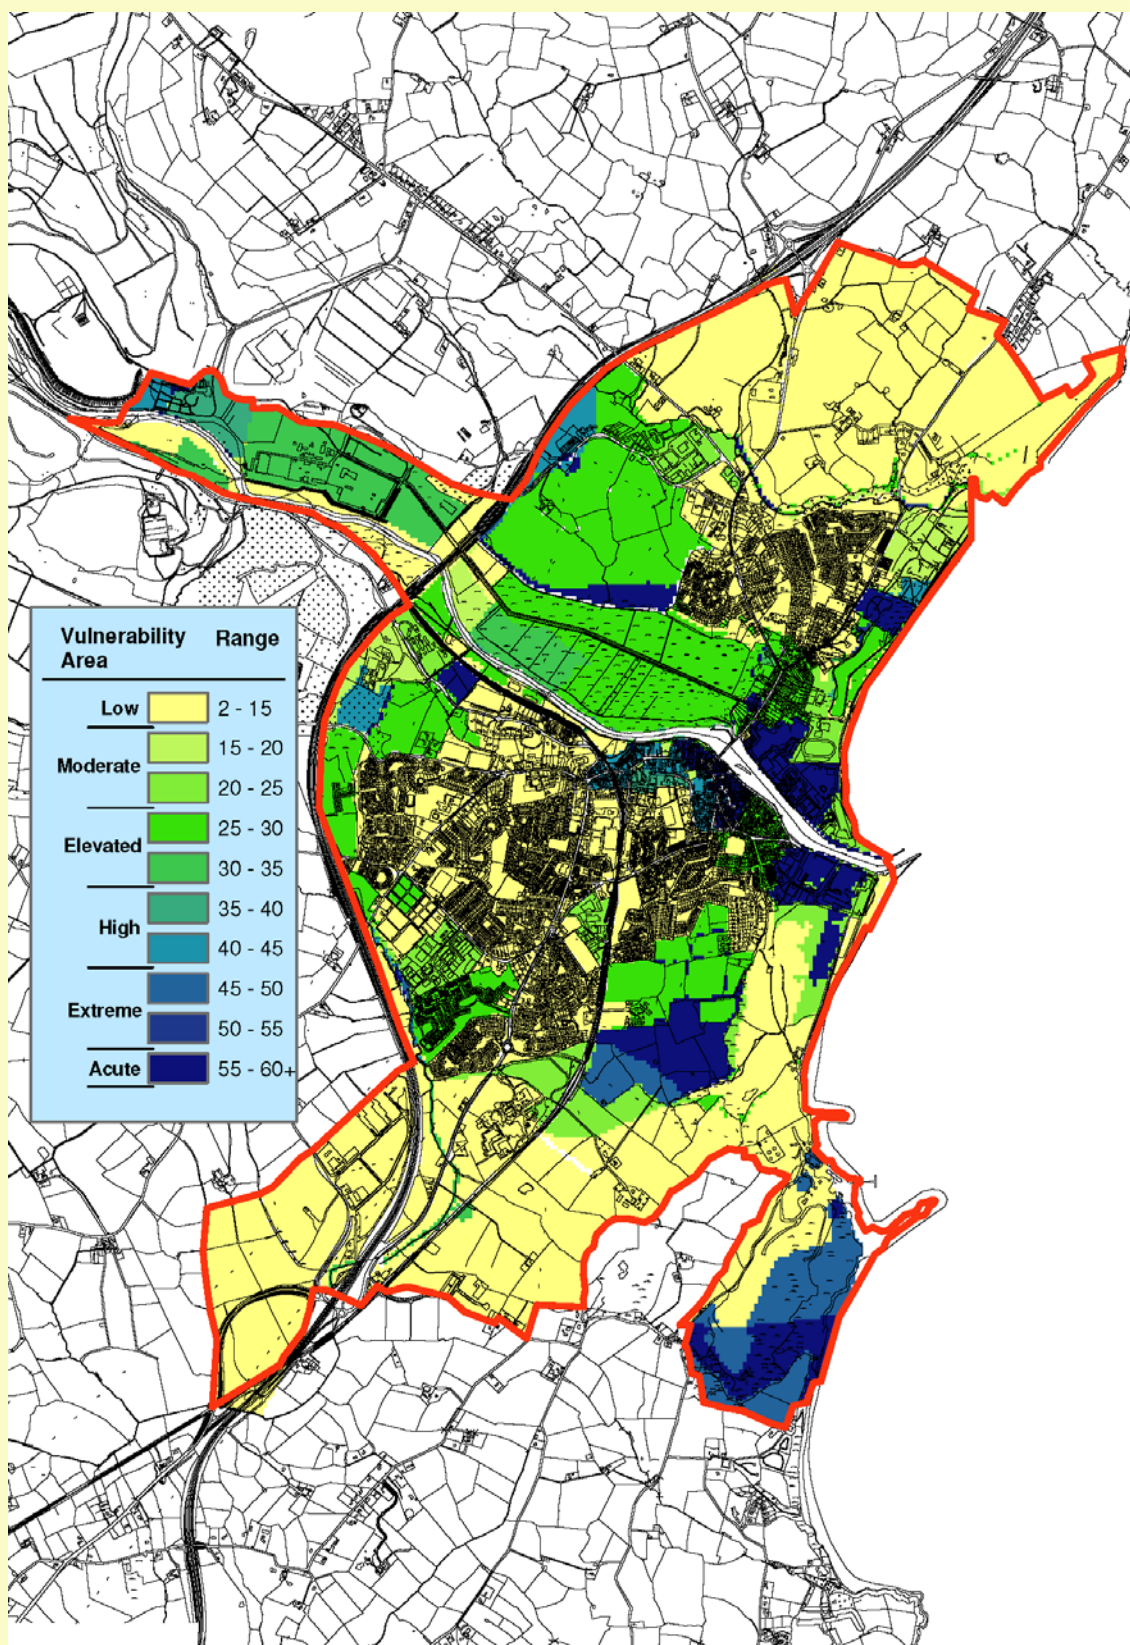 Vulnerability Range
Area
Low 2 - 15
Moderate 15 - 20
20 - 25
Elevated 25 - 30
30 - 35
High 35 - 40
40 - 45
Extreme 45 - 50
50 - 55
Acute 55 - 60+